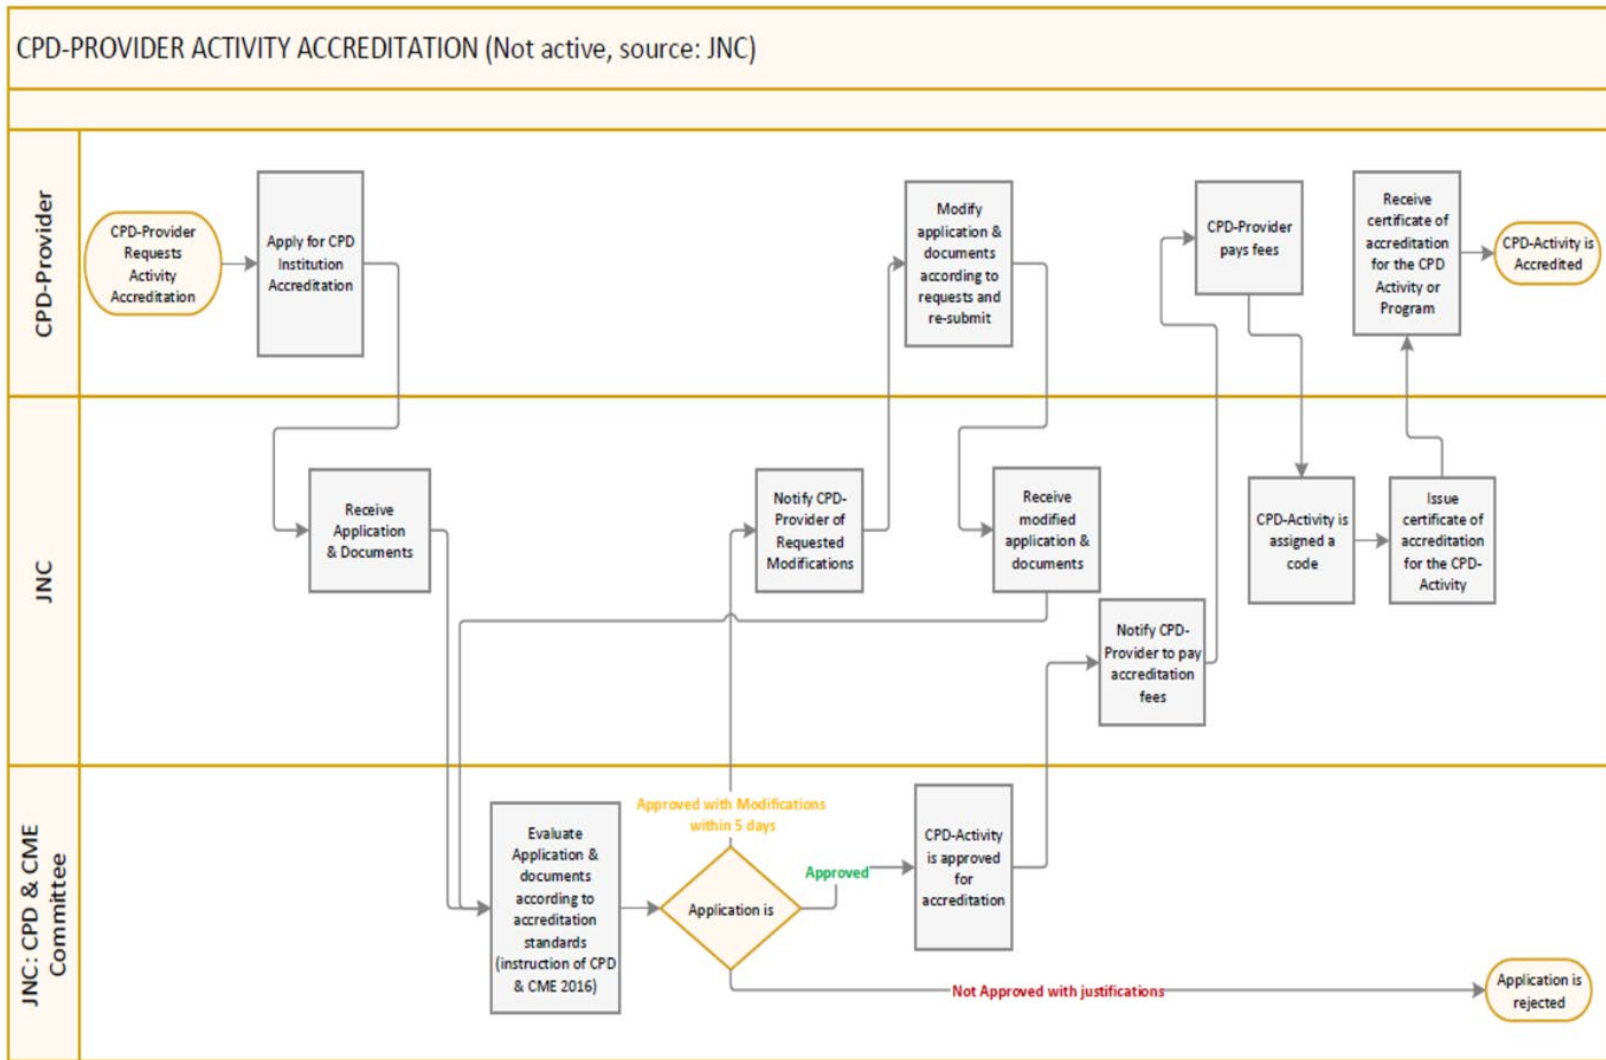 CPD-PROVIDER ACTIVITY ACCREDITATION (Not active, source: JNC)
CPD-Provider
CPD-Provider
Requests
Activity
Accreditation
Apply for CPD
Institution
Accreditation
Modify
application &
documents
according to
requests and
re-submit
CPD-Provider
pays fees
Receive
certificate of
accreditation
for the CPD
Activity or
Program
CPD-Activity is
Accredited
JNC
Receive
Application
& Documents
Notify CPD-
Provider of
Requested
Modifications
Receive
modified
application &
documents
Notify CPD-
Provider to pay
accreditation
fees
CPD-Activity is
assigned a
code
Issue
certificate of
accreditation
for the CPD-
Activity
JNC: CPD & CME
Committee
Evaluate
Application &
documents
according to
accreditation
standards
(instruction of CPD
& CME 2016)
Application is
Approved with Modifications
within 5 days
Approved
CPD-Activity
is approved
for
accreditation
Not Approved with justifications
Application is
rejected